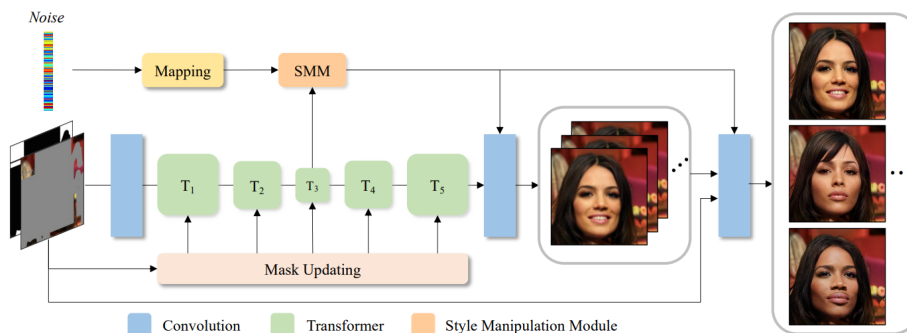 Noise
Mapping
SMM
T1
T2
T3
T4
T5
Mask Updating
Convolution
Transformer
Style Manipulation Module